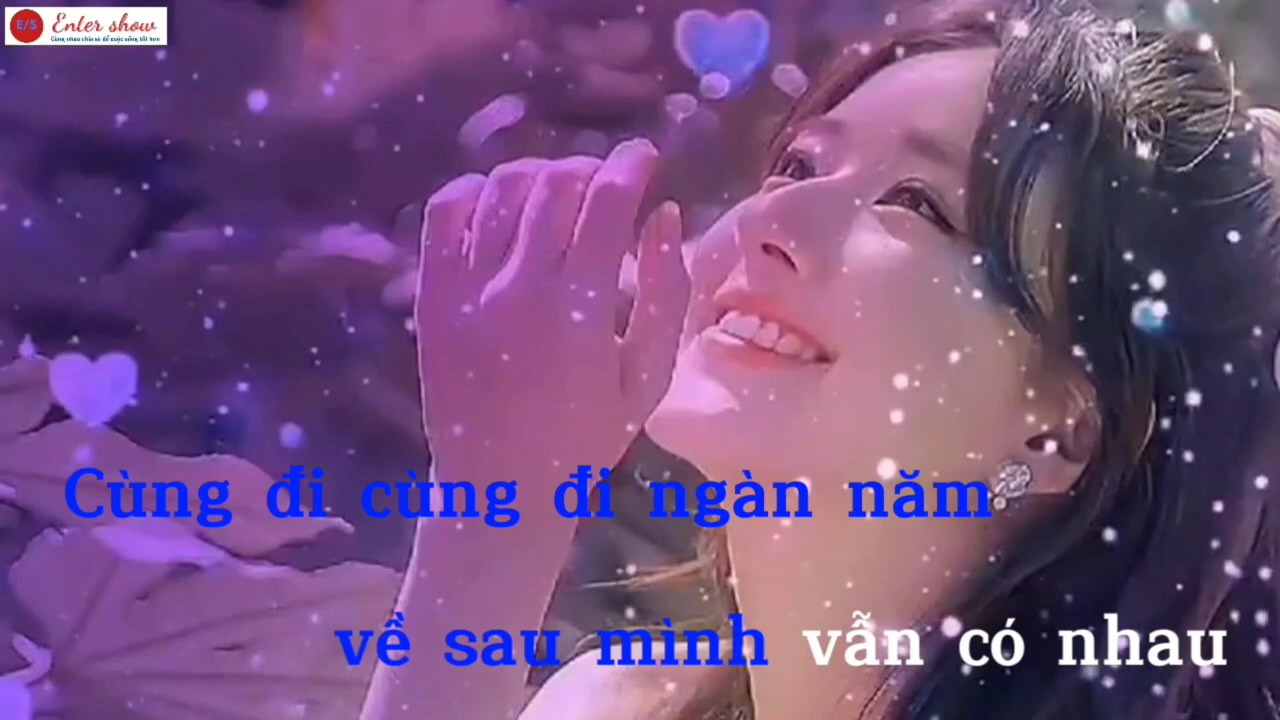 E/S Enter show
Cùng nhau chia sẻ để cuộc sống tốt hơn
Cùng đi cùng đi ngàn năm
về sau mình vẫn có nhau